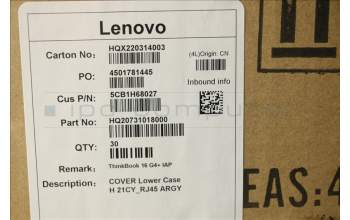 Lenovo
Carton No: HQX220314003
(4L)Origin: CN
PO: 4501781445
Inbound info
Cus P/N: 5CB1H68027
Part No: HQ20731018000
QTY: 30
Remark: ThinkBook 16 G4+ IAP
Description: COVER Lower Case
H 21CY_RJ45 ARGY
EAS:4